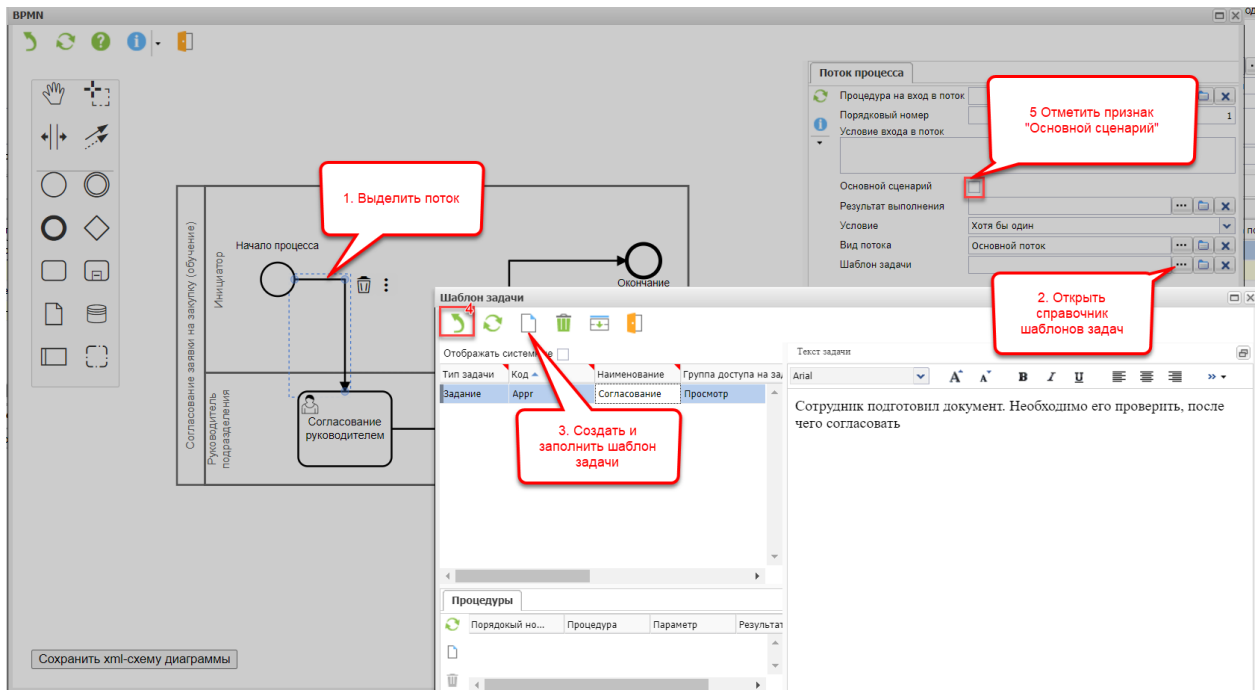 BPMN
Поток процесса
Процедура на вход в поток
Порядковый номер
1
Условие входа в поток
5 Отметить признак
"Основной сценарий"
Основной сценарий
Результат выполнения
Условие
Хотя бы один
Вид потока
Основной поток
Шаблон задачи
1. Выделить поток
2. Открыть
справочник
шаблонов задач
Согласование заявки на закупку (обучение)
Инициатор
Начало процесса
Окончание
Руководитель
подразделения
Согласование
руководителем
Шаблон задачи
4)
Отображать системные
Тип задачи
Код
Наименование
Группа доступа на за
Задание
Appr
Согласование
Просмотр
3. Создать и
заполнить шаблон
задачи
Процедуры
Порядокый но...
Процедура
Параметр
Результат
Текст задачи
Arial
A A B I U
Сотрудник подготовил документ. Необходимо его проверить, после
чего согласовать
Сохранить xml-схему диаграммы